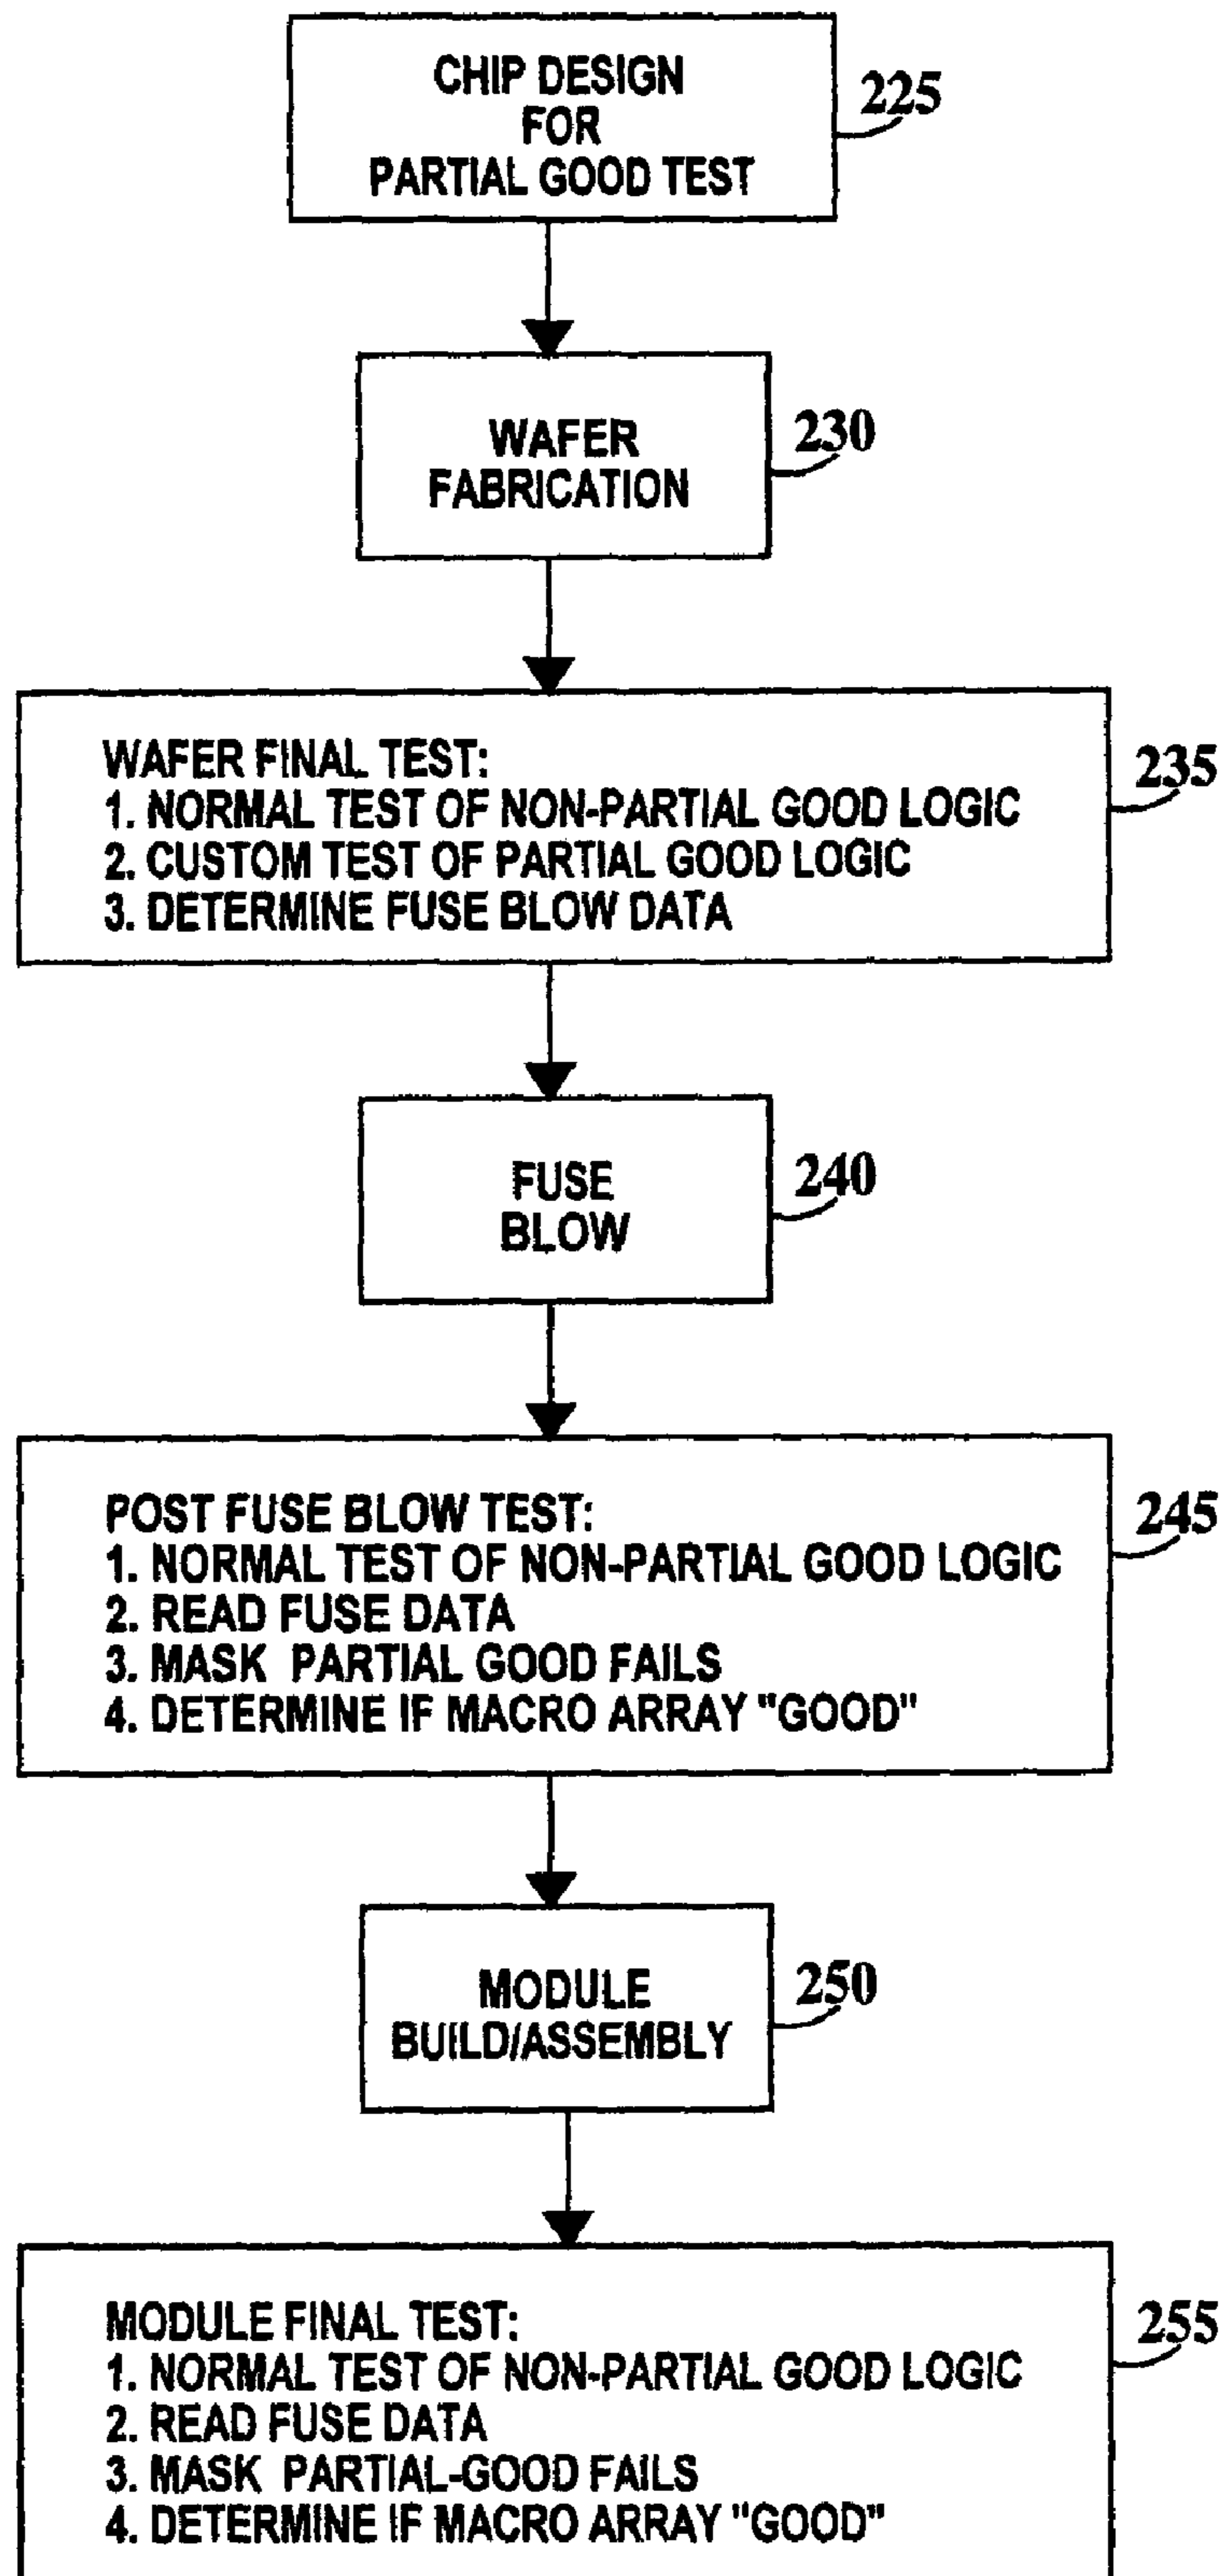 CHIP DESIGN
FOR
PARTIAL GOOD TEST
225
WAFER
FABRICATION
230
WAFER FINAL TEST:
1. NORMAL TEST OF NON-PARTIAL GOOD LOGIC
2. CUSTOM TEST OF PARTIAL GOOD LOGIC
3. DETERMINE FUSE BLOW DATA
235
FUSE
BLOW
240
POST FUSE BLOW TEST:
1. NORMAL TEST OF NON-PARTIAL GOOD LOGIC
2. READ FUSE DATA
3. MASK PARTIAL GOOD FAILS
4. DETERMINE IF MACRO ARRAY "GOOD"
245
MODULE
BUILD/ASSEMBLY
250
MODULE FINAL TEST:
1. NORMAL TEST OF NON-PARTIAL GOOD LOGIC
2. READ FUSE DATA
3. MASK PARTIAL-GOOD FAILS
4. DETERMINE IF MACRO ARRAY "GOOD"
255